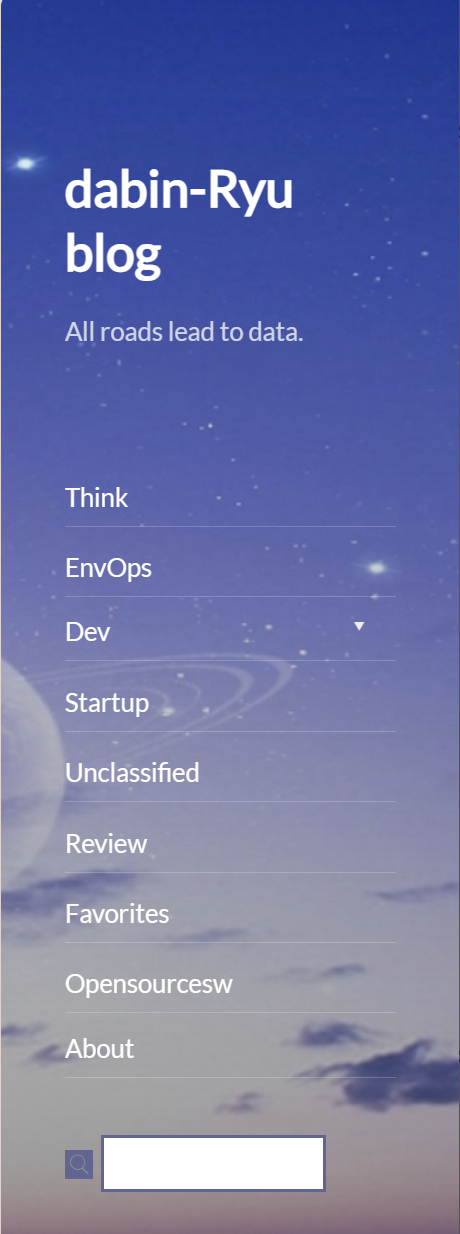 dabin-Ryu
blog
All roads lead to data.
Think
EnvOps
Dev
Startup
Unclassified
Review
Favorites
Opensourcesw
About